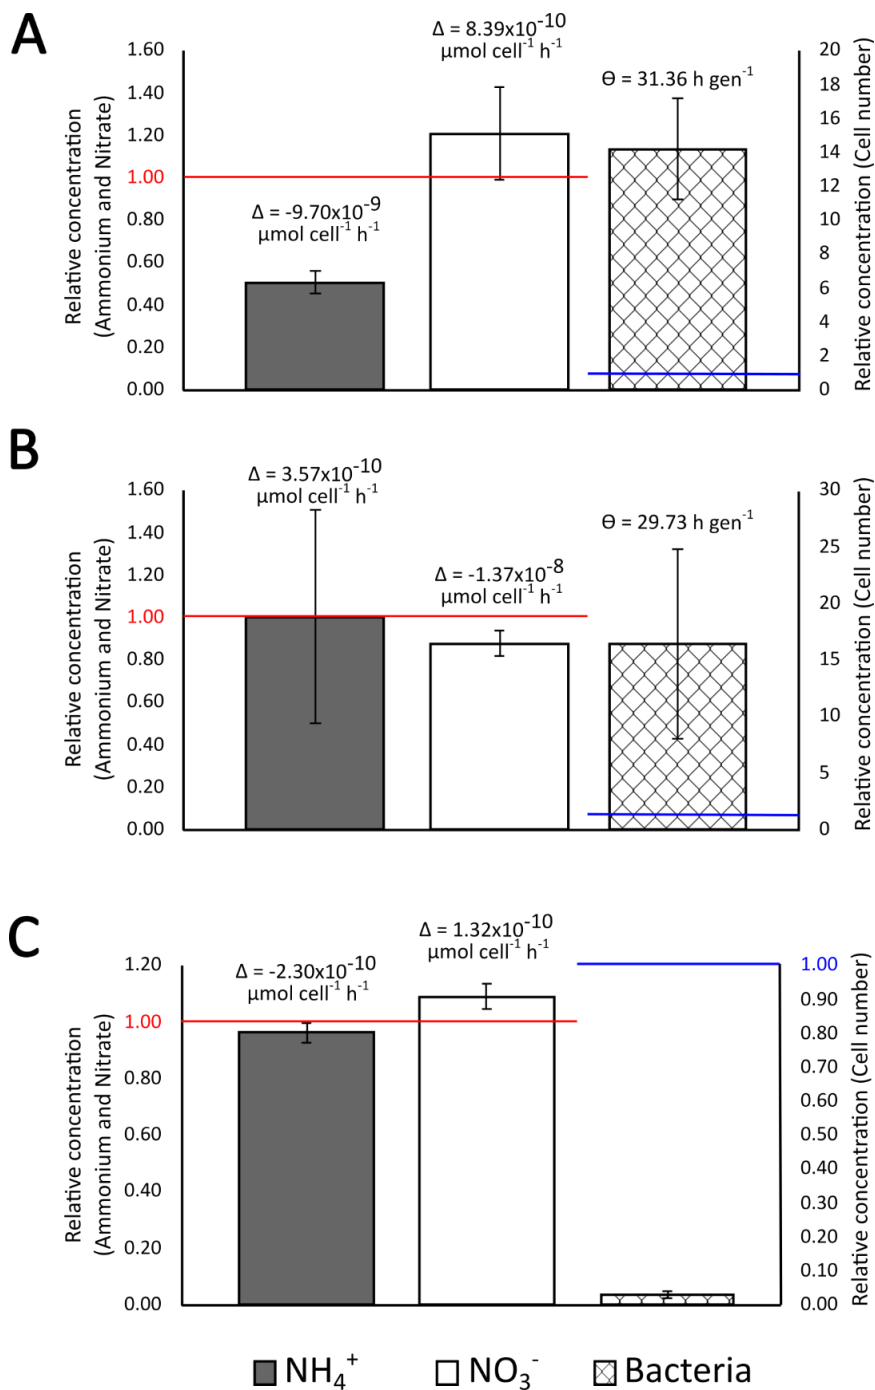 A
Δ = 8.39x10⁻¹⁰
µmol cell⁻¹ h⁻¹
ϴ = 31.36 h gen⁻¹
Δ = -9.70x10⁻⁹
µmol cell⁻¹ h⁻¹
Relative concentration
(Ammonium and Nitrate)
1.60
1.40
1.20
1.00
0.80
0.60
0.40
0.20
0.00
20
18
16
14
12
10
8
6
4
2
0
Relative concentration (Cell number)
B
Δ = 3.57x10⁻¹⁰
µmol cell⁻¹ h⁻¹
ϴ = 29.73 h gen⁻¹
Δ = -1.37x10⁻⁸
µmol cell⁻¹ h⁻¹
Relative concentration
(Ammonium and Nitrate)
1.60
1.40
1.20
1.00
0.80
0.60
0.40
0.20
0.00
30
25
20
15
10
5
0
Relative concentration (Cell number)
C
Δ = 1.32x10⁻¹⁰
µmol cell⁻¹ h⁻¹
Δ = -2.30x10⁻¹⁰
µmol cell⁻¹ h⁻¹
Relative concentration
(Ammonium and Nitrate)
1.20
1.00
0.80
0.60
0.40
0.20
0.00
1.00
0.90
0.80
0.70
0.60
0.50
0.40
0.30
0.20
0.10
0.00
Relative concentration (Cell number)
NH₄⁺ NO₃⁻ Bacteria